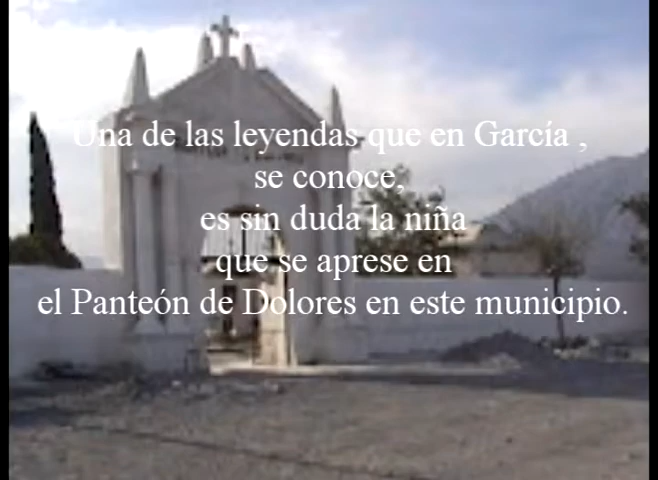 Una de las leyendas que en García ,
se conoce,
es sin duda la niña
que se aprese en
el Panteón de Dolores en este municipio.